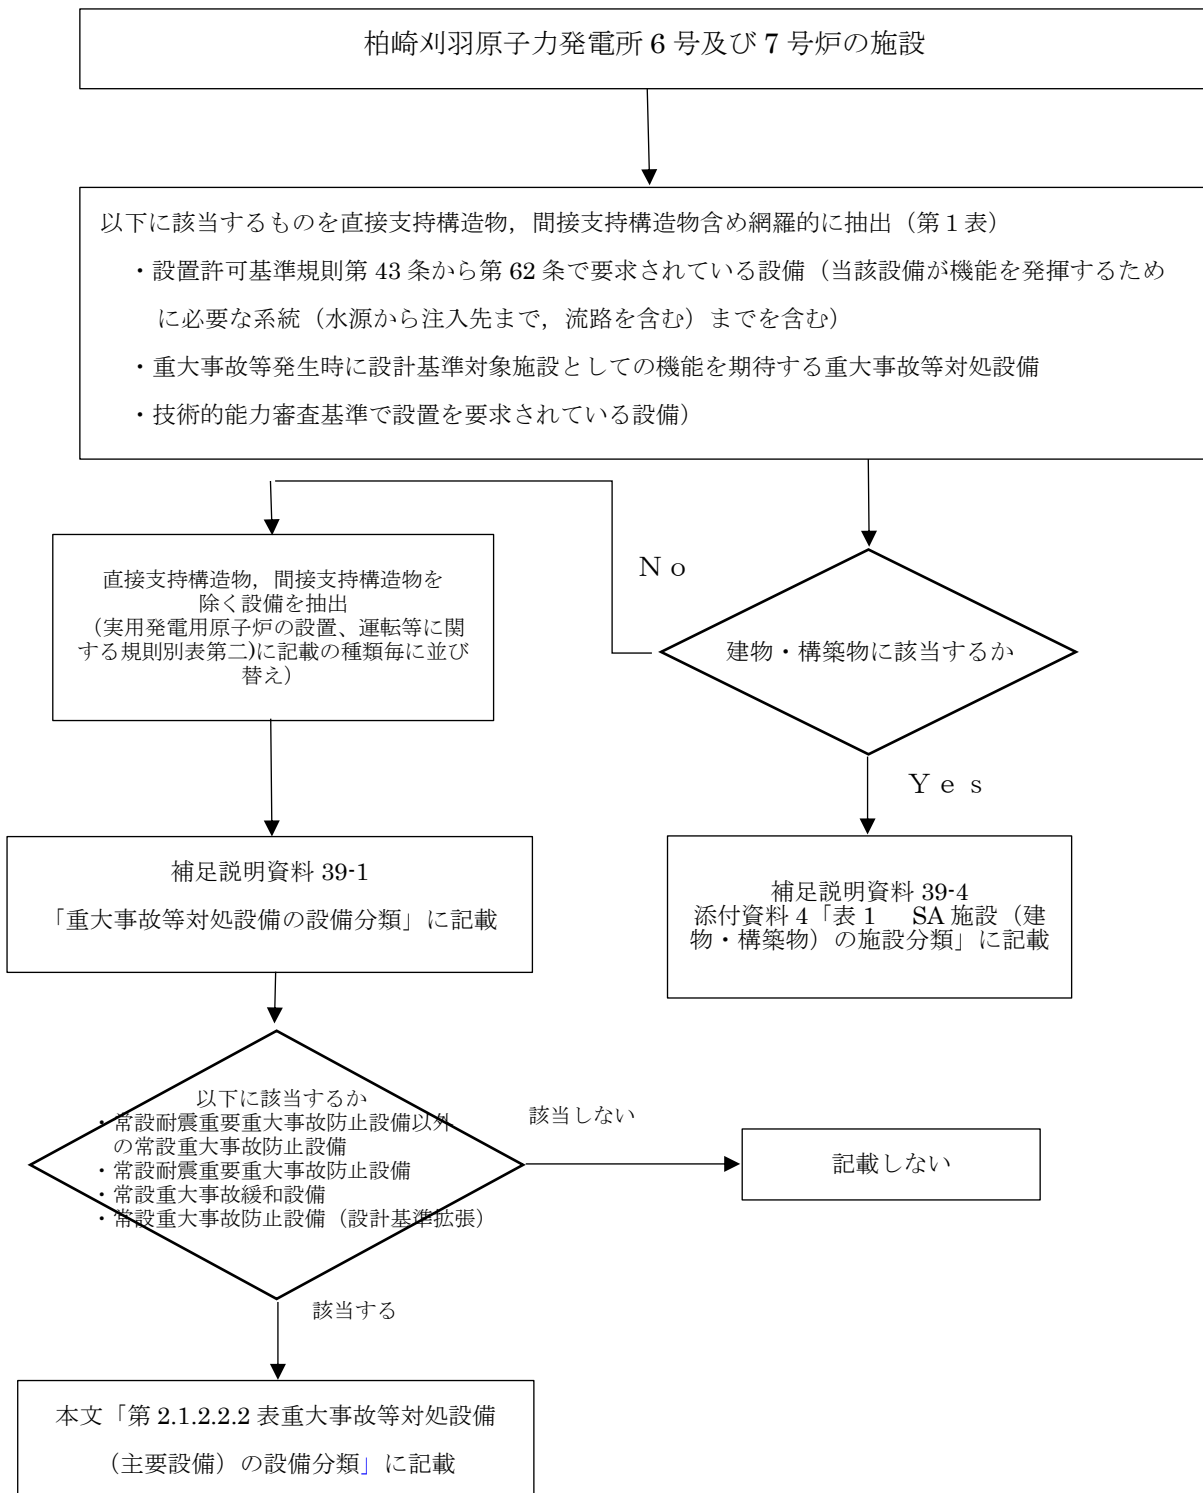 柏崎刈羽原子力発電所 6 号及び 7 号炉の施設
以下に該当するものを直接支持構造物，間接支持構造物含め網羅的に抽出（第１表）
・設置許可基準規則第 43 条から第 62 条で要求されている設備（当該設備が機能を発揮するため
に必要な系統（水源から注入先まで，流路を含む）までを含む）
・重大事故等発生時に設計基準対象施設としての機能を期待する重大事故等対処設備
・技術的能力審査基準で設置を要求されている設備）
Ｎｏ
建物・構築物に該当するか
直接支持構造物，間接支持構造物を
除く設備を抽出
（実用発電用原子炉の設置、運転等に関
する規則別表第二)に記載の種類毎に並び
替え）
Ｙｅｓ
補足説明資料 39-4
添付資料 4「表 1　SA 施設（建
物・構築物）の施設分類」に記載
補足説明資料 39-1
「重大事故等対処設備の設備分類」に記載
以下に該当するか
・常設耐震重要重大事故防止設備以外
の常設重大事故防止設備
・常設耐震重要重大事故防止設備
・常設重大事故緩和設備
・常設重大事故防止設備（設計基準拡張）
該当しない
記載しない
該当する
本文「第 2.1.2.2.2 表重大事故等対処設備
（主要設備）の設備分類」に記載